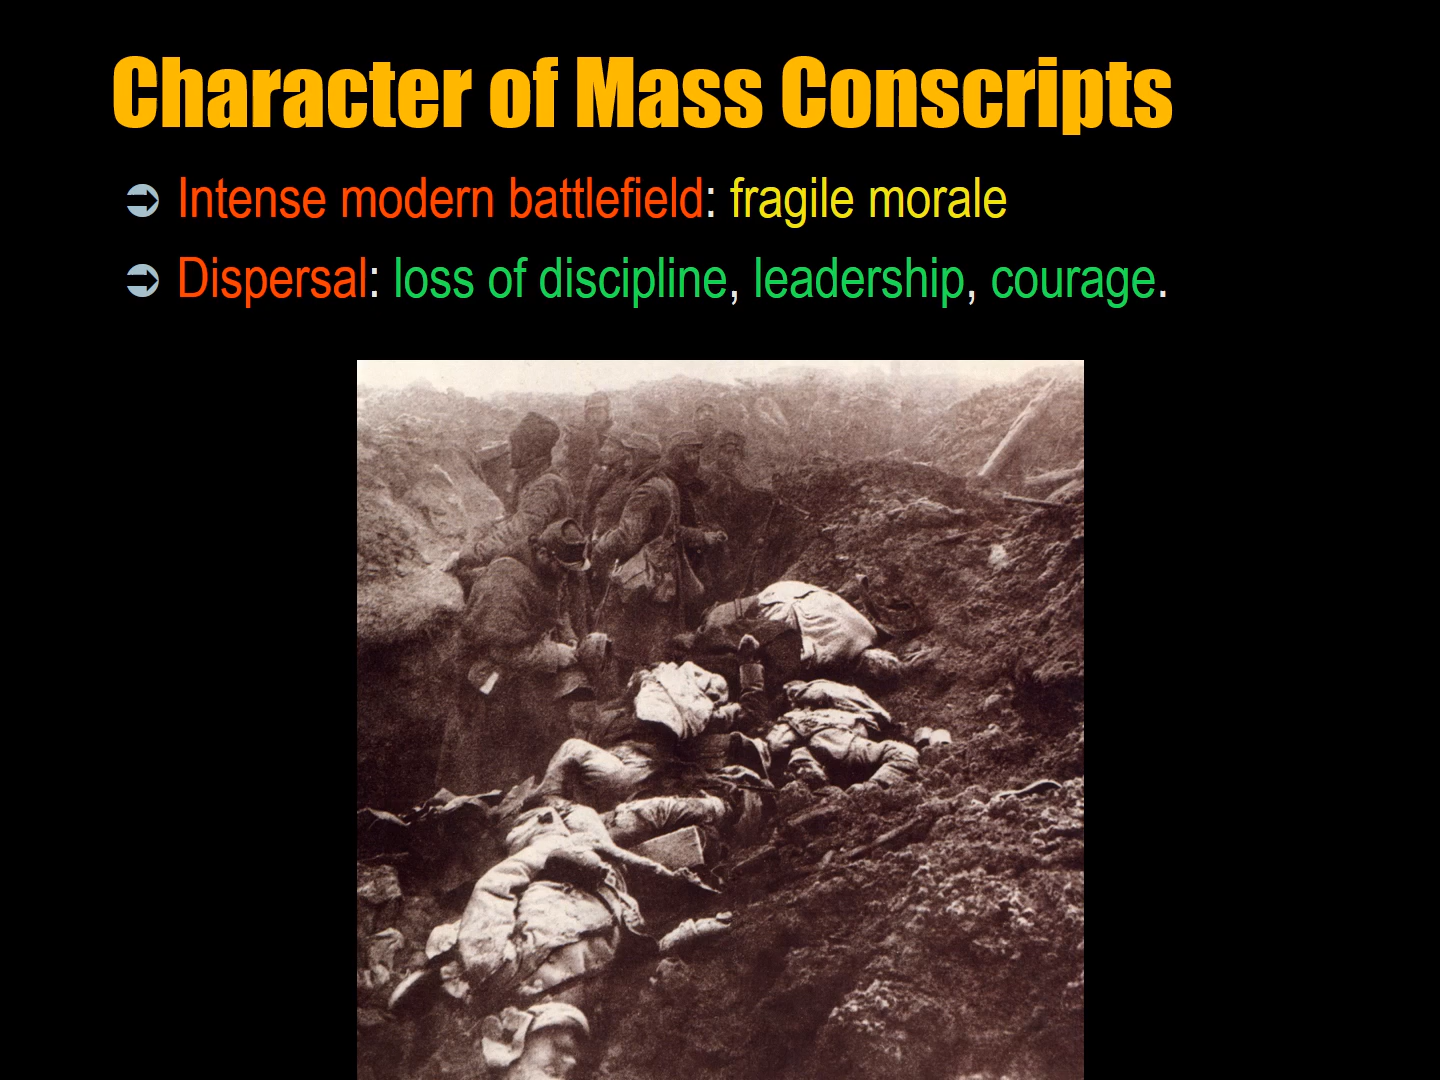 Character of Mass Conscripts
➲ Intense modern battlefield: fragile morale
➲ Dispersal: loss of discipline, leadership, courage.